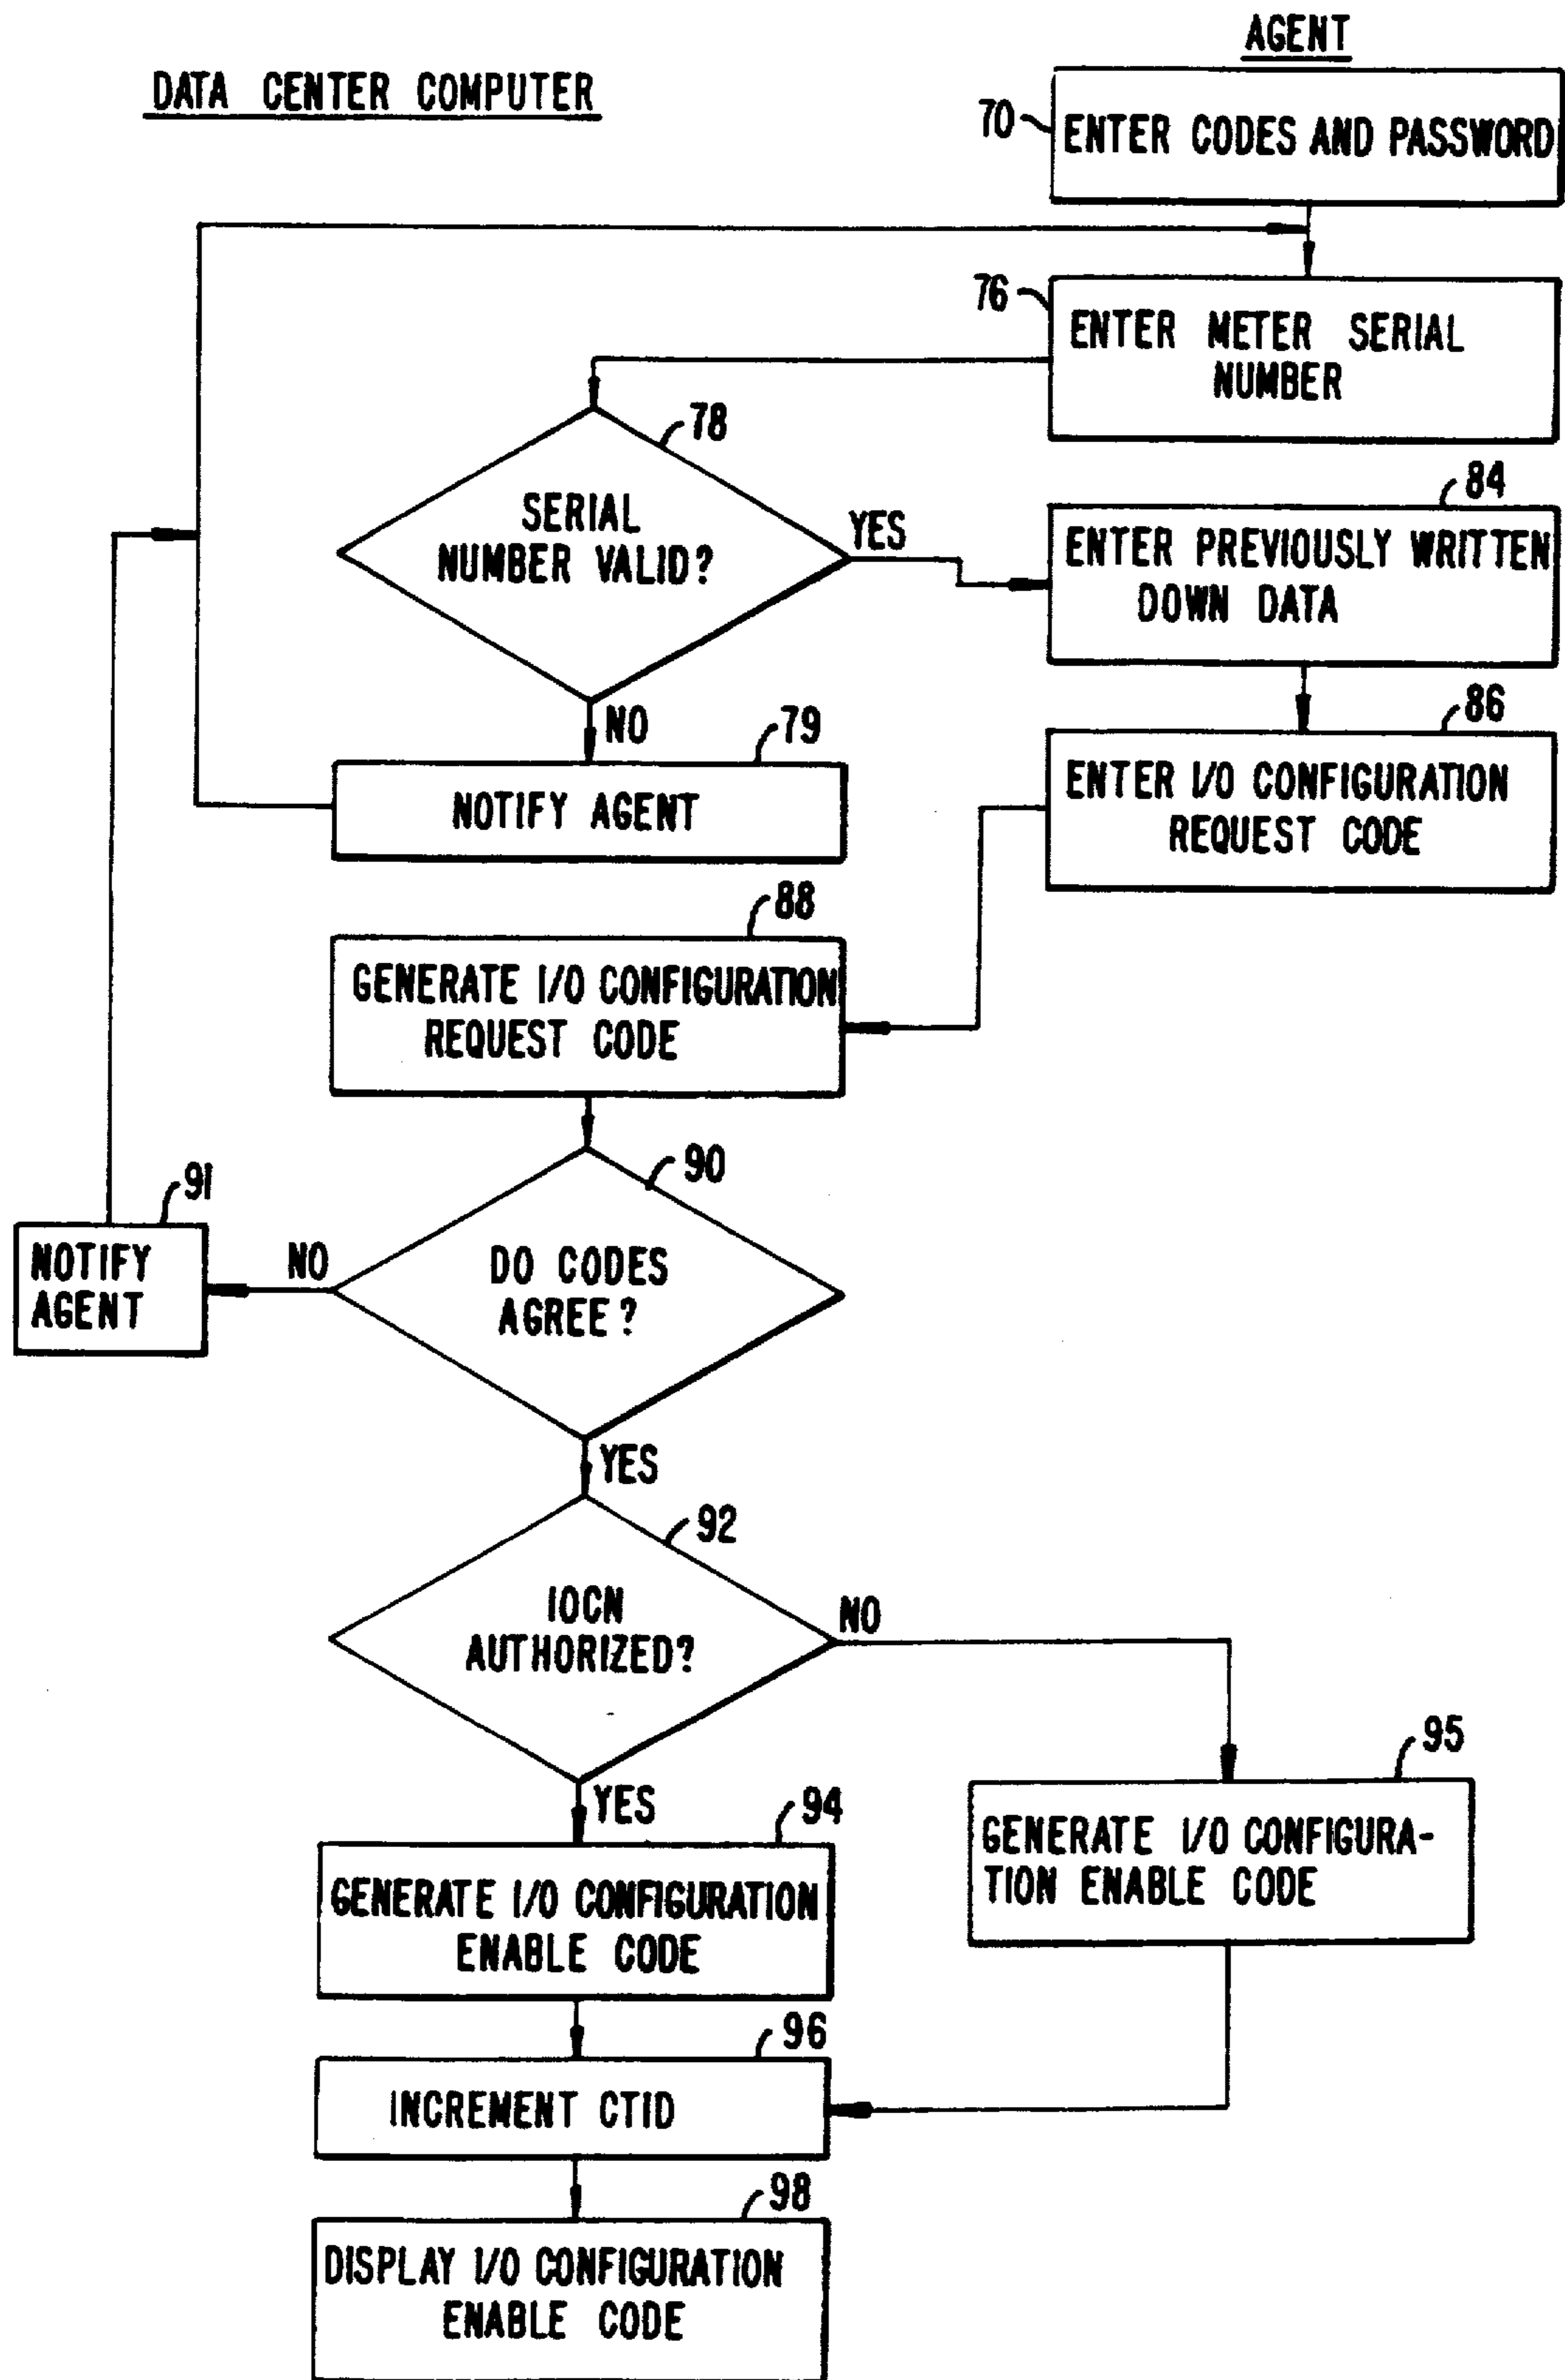 AGENT
DATA CENTER COMPUTER
70
ENTER CODES AND PASSWORD
76
ENTER METER SERIAL
NUMBER
78
SERIAL
NUMBER VALID?
YES
84
ENTER PREVIOUSLY WRITTEN
DOWN DATA
NO
79
NOTIFY AGENT
86
ENTER I/O CONFIGURATION
REQUEST CODE
88
GENERATE I/O CONFIGURATION
REQUEST CODE
90
DO CODES
AGREE?
NO
91
NOTIFY
AGENT
YES
92
IOCN
AUTHORIZED?
NO
YES
94
GENERATE I/O CONFIGURATION
ENABLE CODE
95
GENERATE I/O CONFIGURA-
TION ENABLE CODE
96
INCREMENT CTID
98
DISPLAY I/O CONFIGURATION
ENABLE CODE